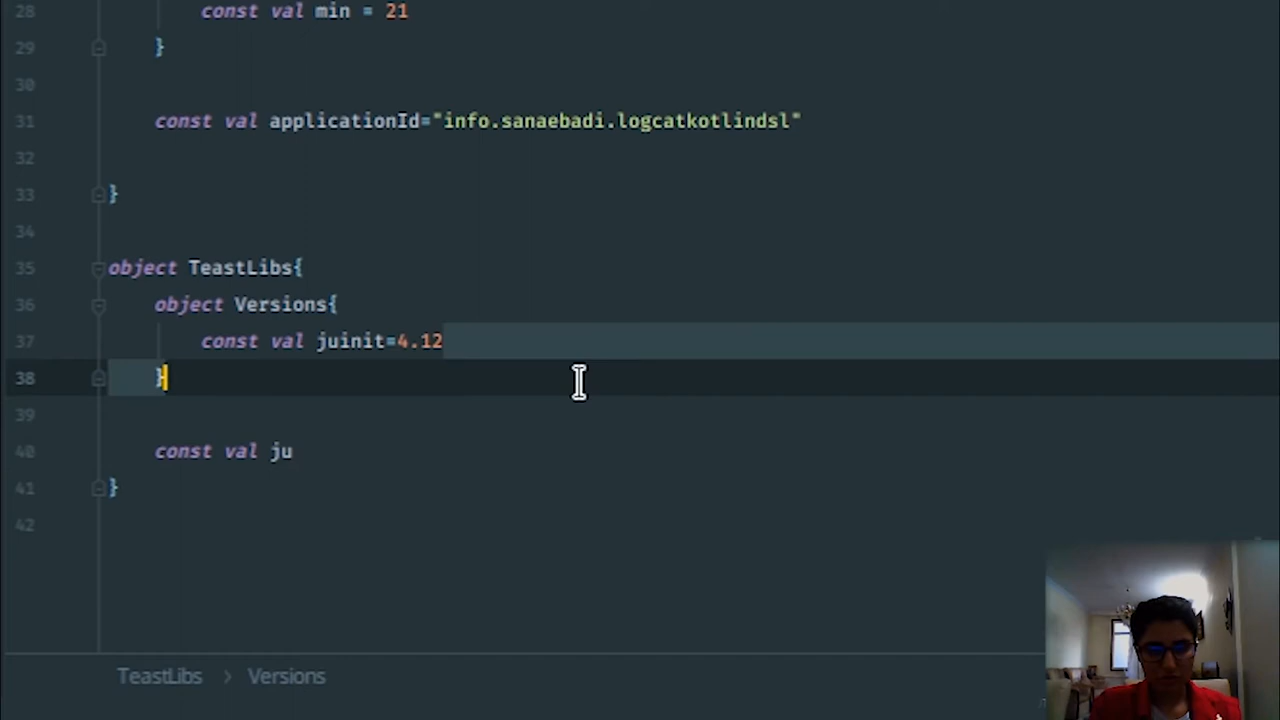 28 const val min = 21
29 }
30
31 const val applicationId="info.sanaebadi.logcatkotlindsl"
32
33 }
34
35 object TeastLibs{
36 object Versions{
37 const val juinit=4.12
38 }
39
40 const val ju
41 }
42
TeastLibs > Versions